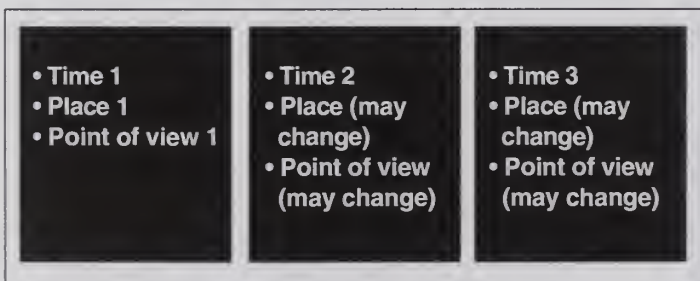 • Time 1
• Place 1
• Point of view 1
• Time 2
• Place (may
change)
• Point of view
(may change)
• Time 3
• Place (may
change)
• Point of view
(may change)